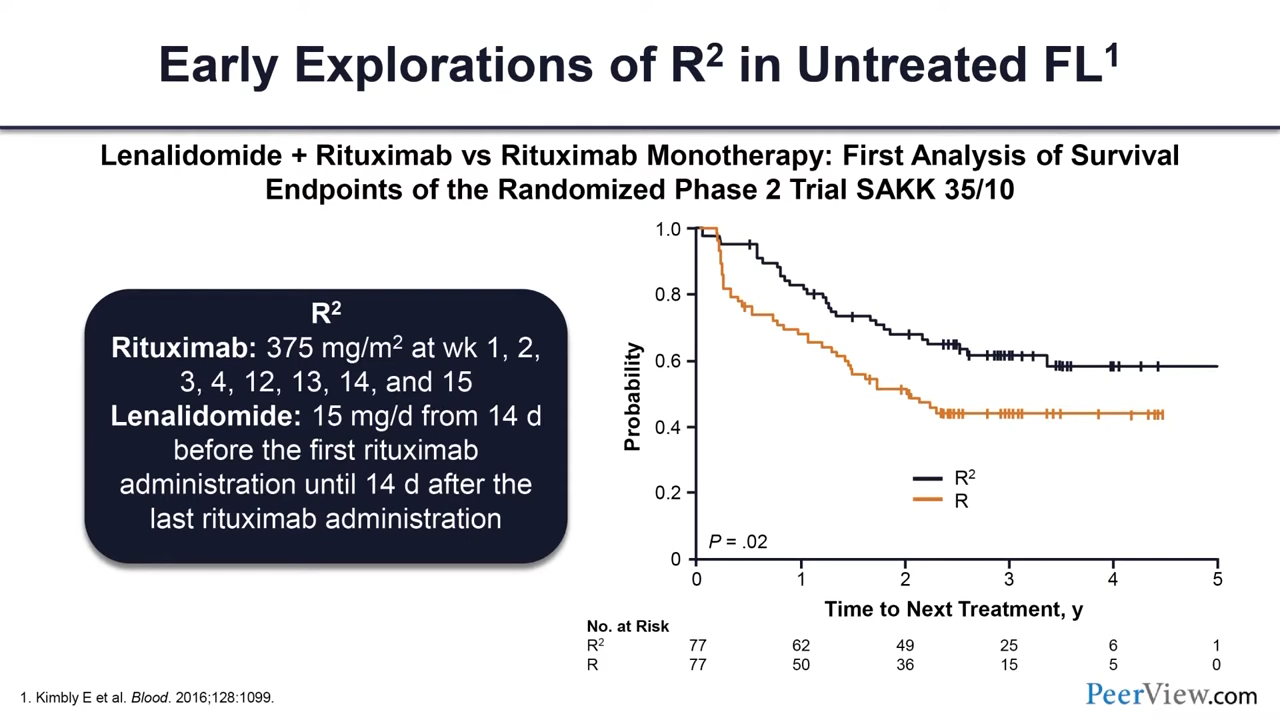 Early Explorations of R² in Untreated FL¹
Lenalidomide + Rituximab vs Rituximab Monotherapy: First Analysis of Survival
Endpoints of the Randomized Phase 2 Trial SAKK 35/10
R²
Rituximab: 375 mg/m² at wk 1, 2,
3, 4, 12, 13, 14, and 15
Lenalidomide: 15 mg/d from 14 d
before the first rituximab
administration until 14 d after the
last rituximab administration
Probability
1.0
0.8
0.6
0.4
0.2
0
R²
R
P = .02
0 1 2 3 4 5
Time to Next Treatment, y
No. at Risk
R² 77 62 49 25 6 1
R 77 50 36 15 5 0
1. Kimbly E et al. Blood. 2016;128:1099.
PeerView.com